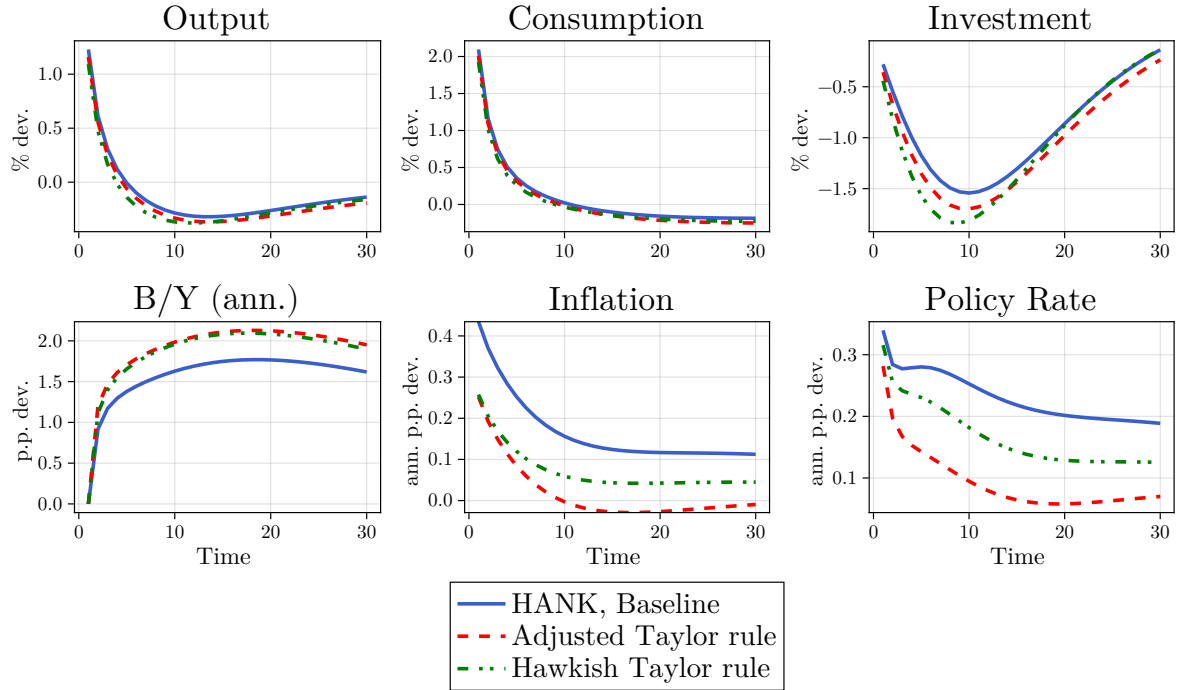 Output
Consumption
Investment
% dev.
1.0
0.5
0.0
0
10
20
30
% dev.
2.0
1.5
1.0
0.5
0.0
0
10
20
30
% dev.
−0.5
−1.0
−1.5
0
10
20
30
B/Y (ann.)
Inflation
Policy Rate
p.p. dev.
2.0
1.5
1.0
0.5
0.0
0
10
20
30
Time
ann. p.p. dev.
0.4
0.3
0.2
0.1
0.0
0
10
20
30
Time
ann. p.p. dev.
0.3
0.2
0.1
0
10
20
30
Time
HANK, Baseline
Adjusted Taylor rule
Hawkish Taylor rule